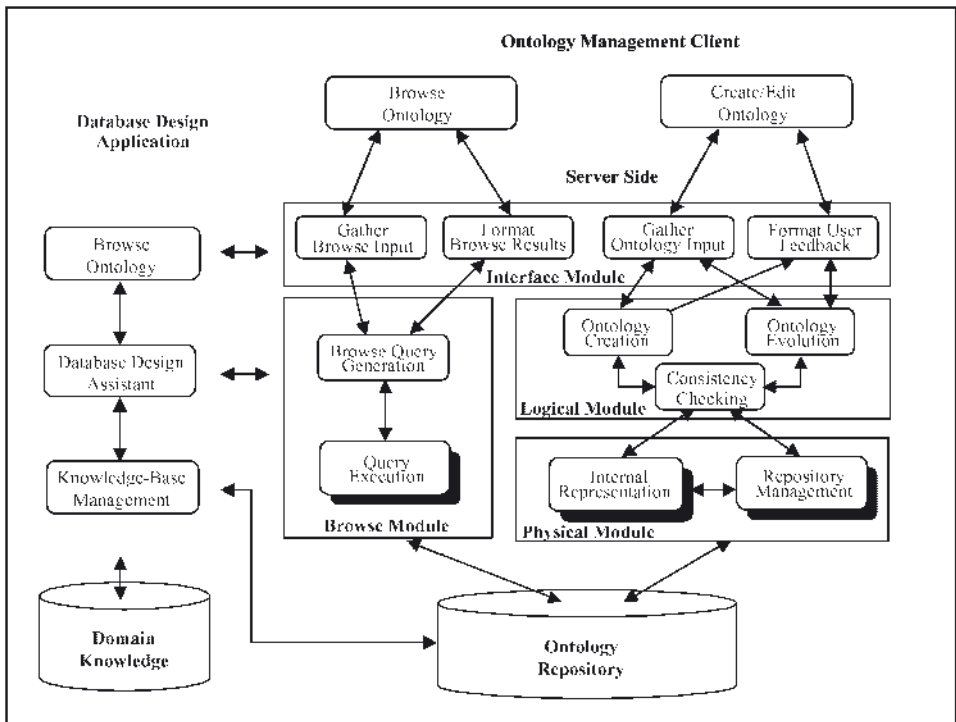 Ontology Management Client
Browse
Ontology
Create/Edit
Ontology
Database Design
Application
Server Side
Gather
Browse Input
Format
Browse Results
Gather
Ontology Input
Format User
Feedback
Interface Module
Browse
Ontology
Database Design
Assistant
Knowledge-Base
Management
Browse Query
Generation
Query
Execution
Browse Module
Ontology
Creation
Ontology
Evolution
Consistency
Checking
Logical Module
Internal
Representation
Repository
Management
Physical Module
Domain
Knowledge
Ontology
Repository